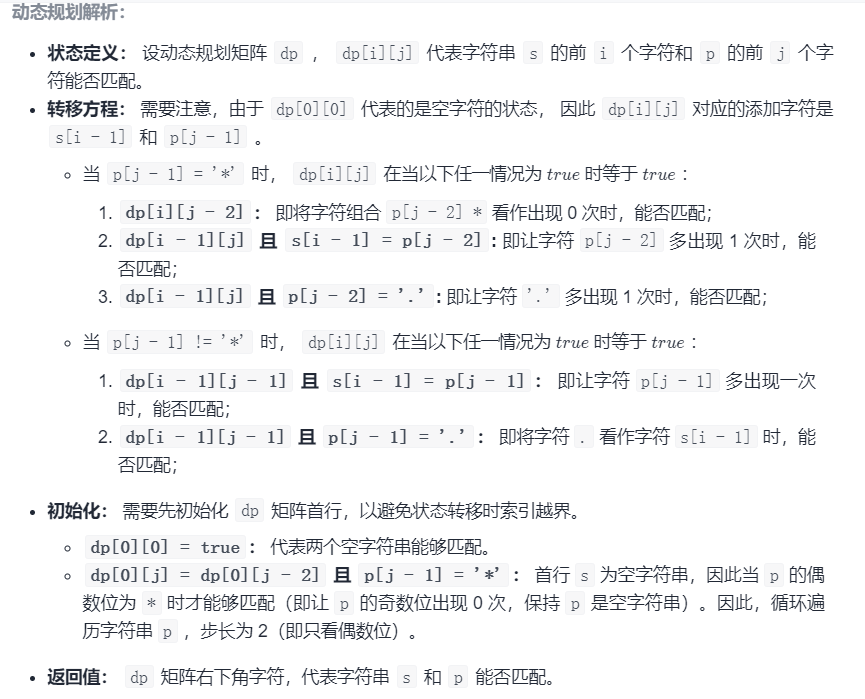 动态规划解析：
• 状态定义： 设动态规划矩阵 dp ， dp[i][j] 代表字符串 s 的前 i 个字符和 p 的前 j 个字
符能否匹配。
• 转移方程： 需要注意，由于 dp[0][0] 代表的是空字符的状态， 因此 dp[i][j] 对应的添加字符是
s[i - 1] 和 p[j - 1] 。
◦ 当 p[j - 1] = '*' 时， dp[i][j] 在当以下任一情况为 true 时等于 true ：
1. dp[i][j - 2] ： 即将字符组合 p[j - 2] * 看作出现 0 次时，能否匹配；
2. dp[i - 1][j] 且 s[i - 1] = p[j - 2] : 即让字符 p[j - 2] 多出现 1 次时，能
否匹配；
3. dp[i - 1][j] 且 p[j - 2] = '.' : 即让字符 '.' 多出现 1 次时，能否匹配；
◦ 当 p[j - 1] != '*' 时， dp[i][j] 在当以下任一情况为 true 时等于 true ：
1. dp[i - 1][j - 1] 且 s[i - 1] = p[j - 1] ： 即让字符 p[j - 1] 多出现一次
时，能否匹配；
2. dp[i - 1][j - 1] 且 p[j - 1] = '.' ： 即将字符 . 看作字符 s[i - 1] 时，能
否匹配；
• 初始化： 需要先初始化 dp 矩阵首行，以避免状态转移时索引越界。
◦ dp[0][0] = true ： 代表两个空字符串能够匹配。
◦ dp[0][j] = dp[0][j - 2] 且 p[j - 1] = '*' ： 首行 s 为空字符串，因此当 p 的偶
数位为 * 时才能够匹配（即让 p 的奇数位出现 0 次，保持 p 是空字符串）。因此，循环遍
历字符串 p ，步长为 2（即只看偶数位）。
• 返回值： dp 矩阵右下角字符，代表字符串 s 和 p 能否匹配。